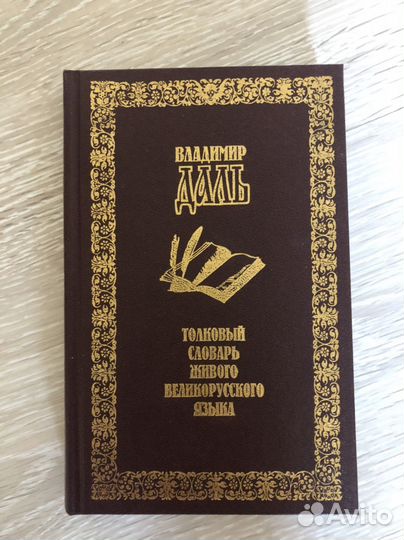 ВЛАДИМИР
ДАЛЬ
ТОЛКОВЫЙ
СЛОВАРЬ
ЖИВОГО
ВЕЛИКОРУССКОГО
ЯЗЫКА
Avito